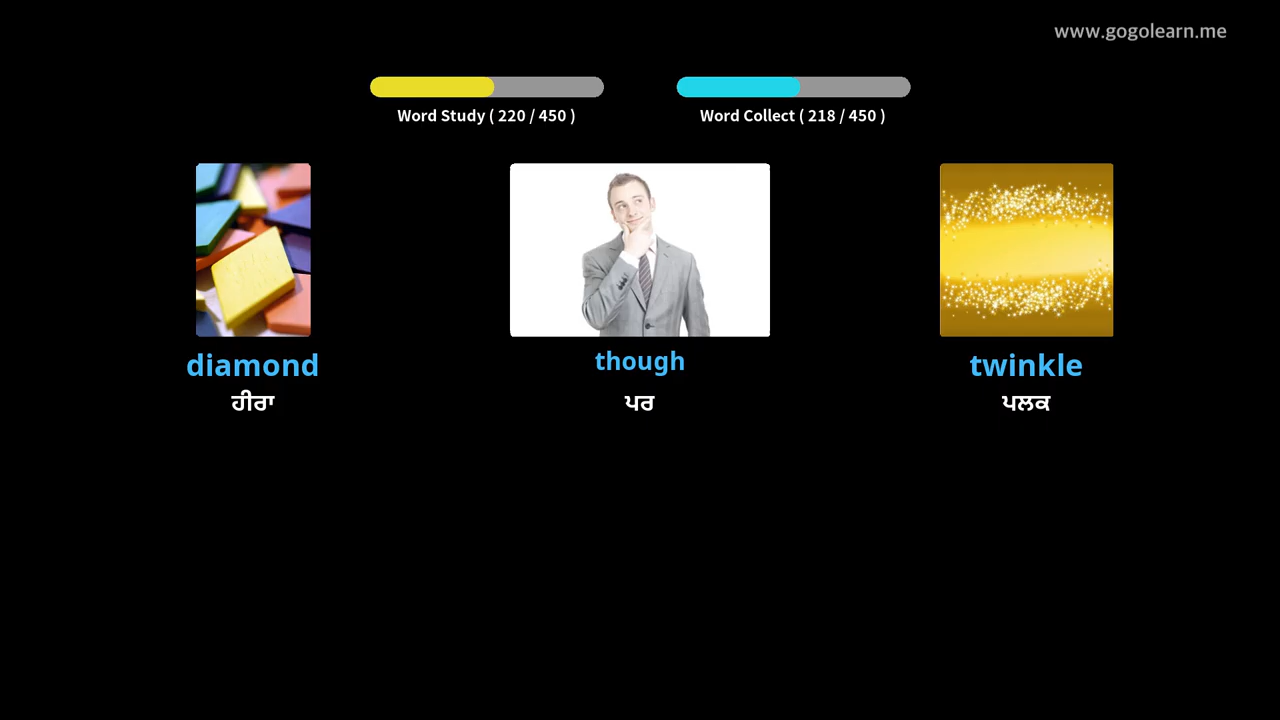 www.gogolearn.me
Word Study ( 220 / 450 )
Word Collect ( 218 / 450 )
diamond
ਹੀਰਾ
though
ਪਰ
twinkle
ਪਲਕ